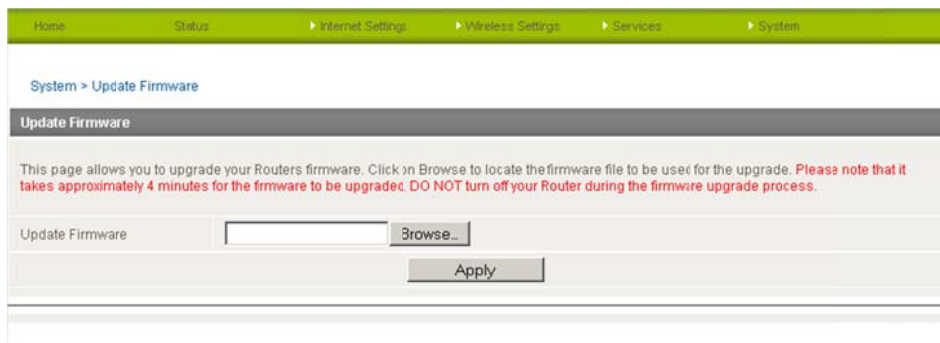 Home Status Internet Settings Wireless Settings Services System
System > Update Firmware
Update Firmware
This page allows you to upgrade your Routers firmware. Click on Browse to locate the firmware file to be used for the upgrade. Please note that it
takes approximately 4 minutes for the firmware to be upgraded. DO NOT turn off your Router during the firmware upgrade process.
Update Firmware Browse...
Apply